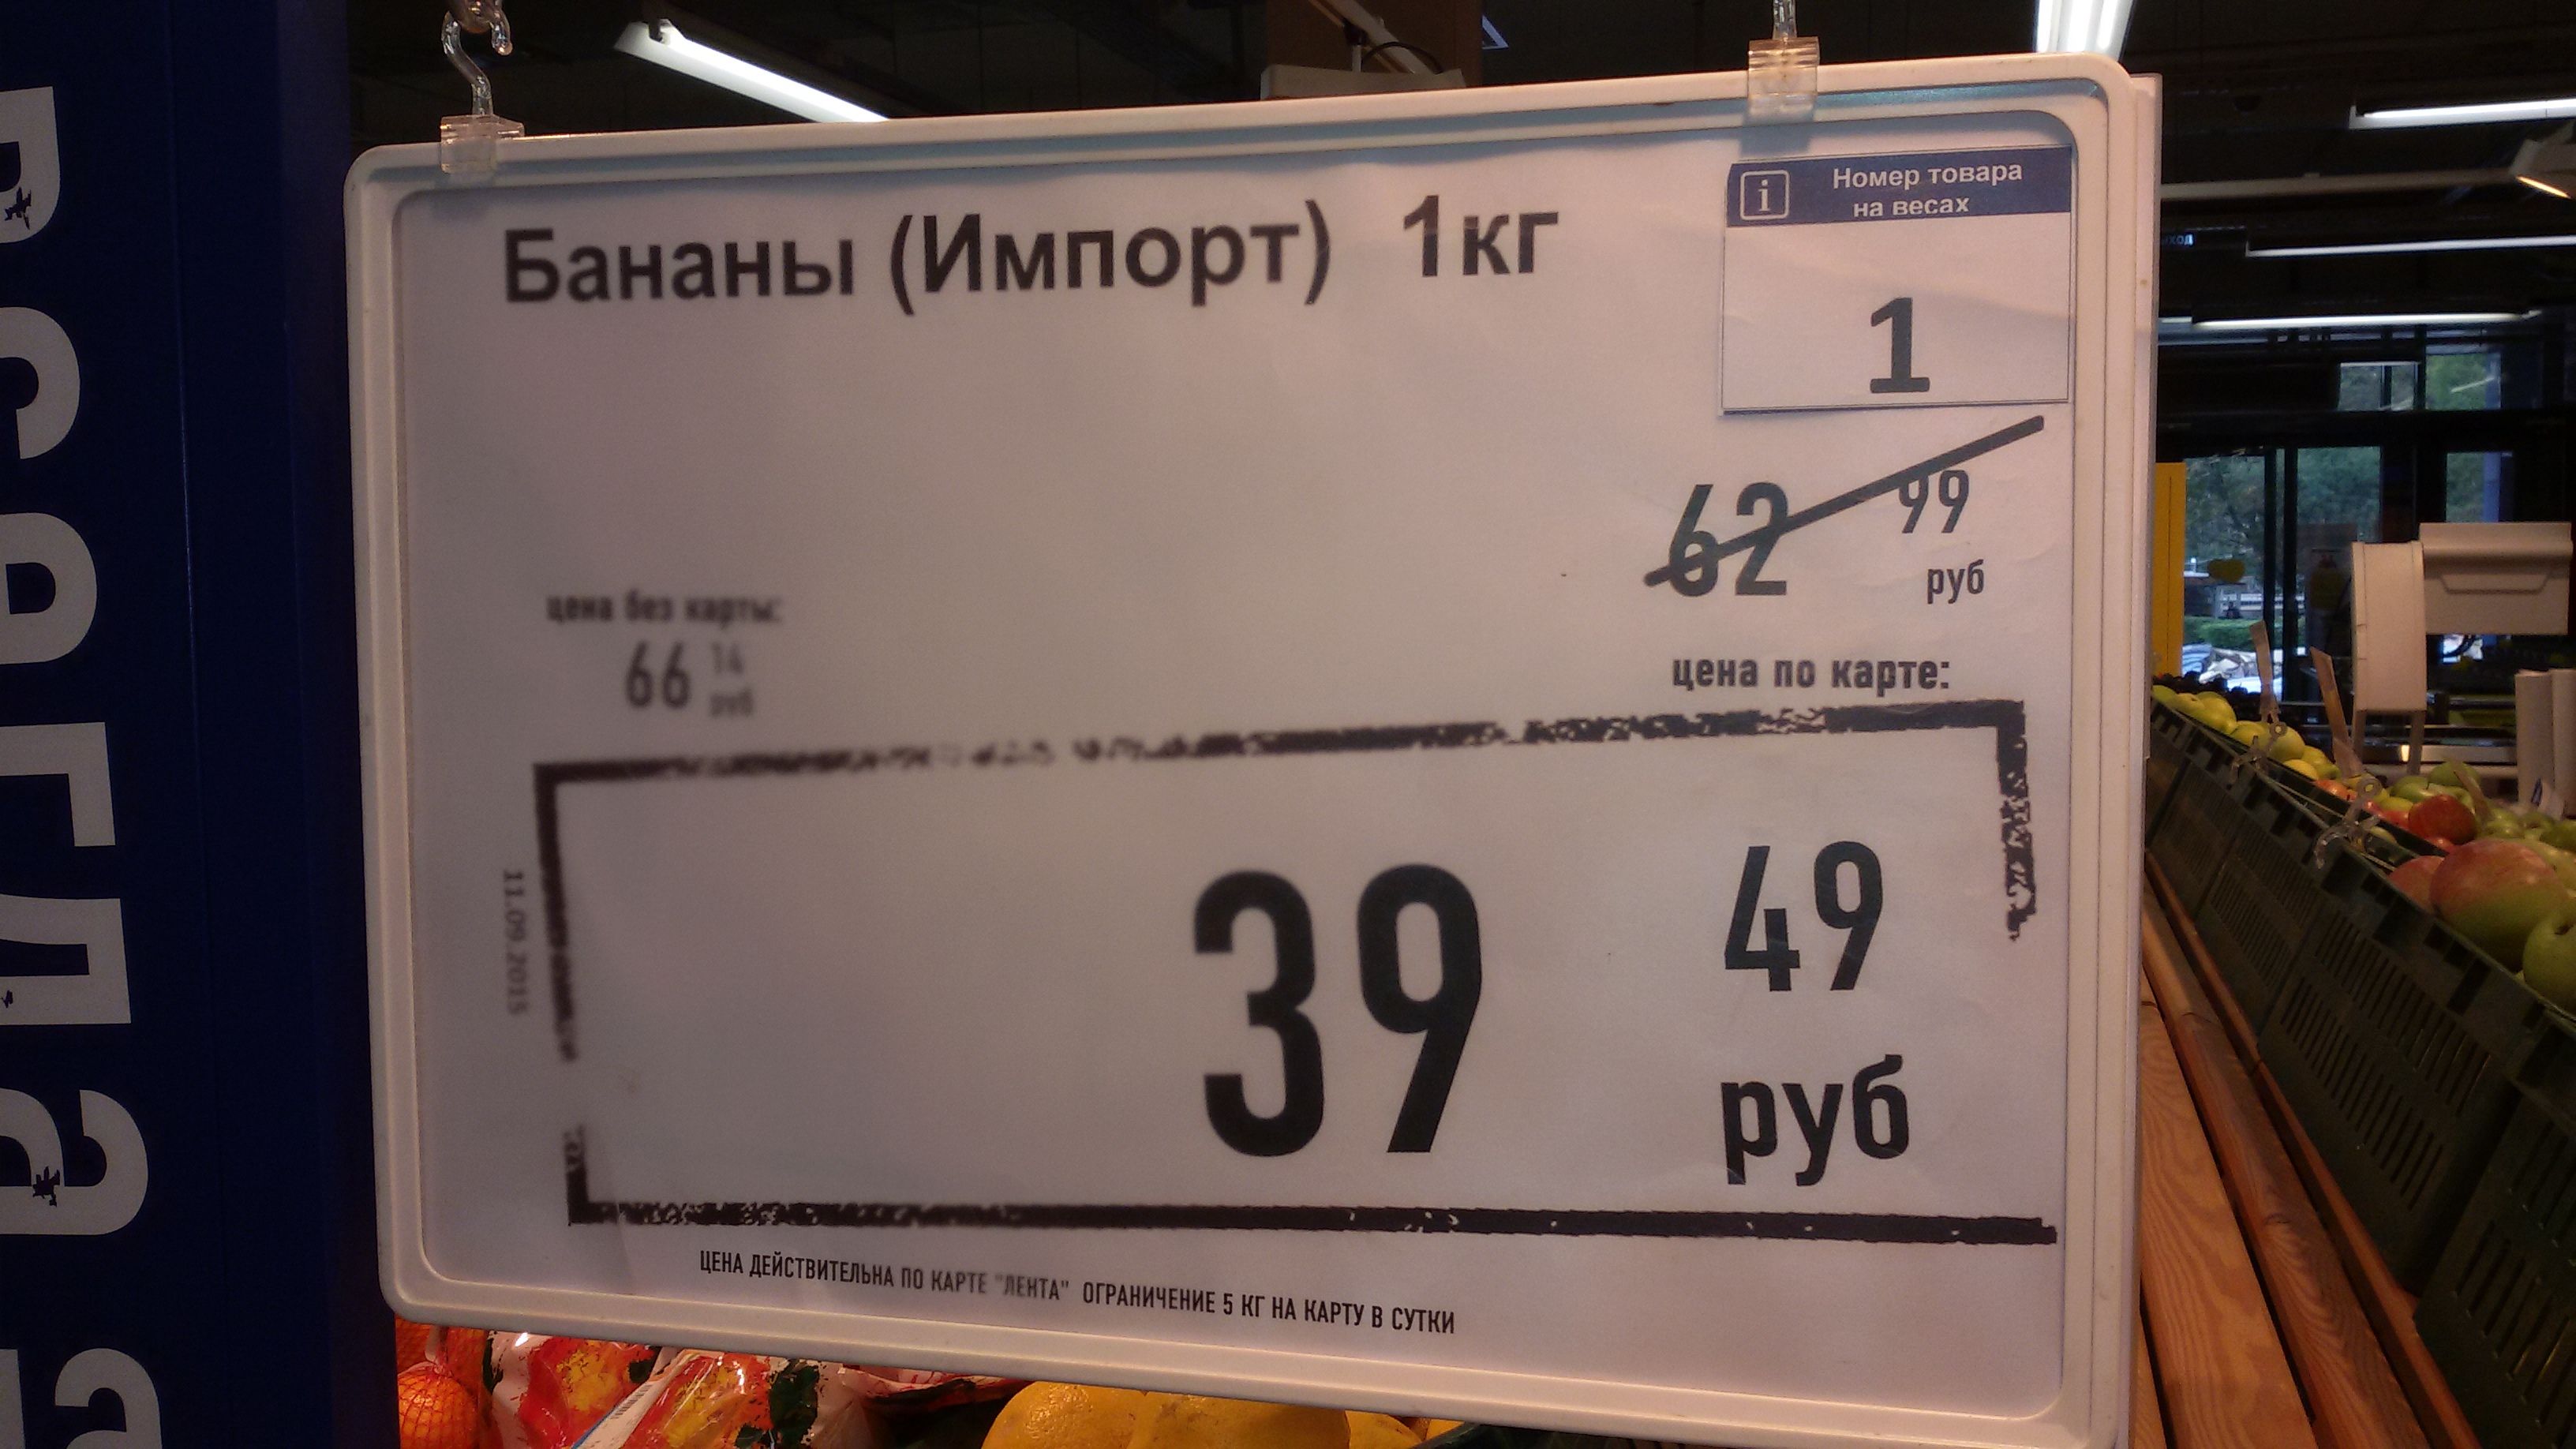 Всегда
Бананы (Импорт) 1кг
i Номер товара
на весах
1
62 99
руб
цена без карты:
66 14
руб
цена по карте:
39 49
руб
11.09.2015
ЦЕНА ДЕЙСТВИТЕЛЬНА ПО КАРТЕ "ЛЕНТА" ОГРАНИЧЕНИЕ 5 КГ НА КАРТУ В СУТКИ